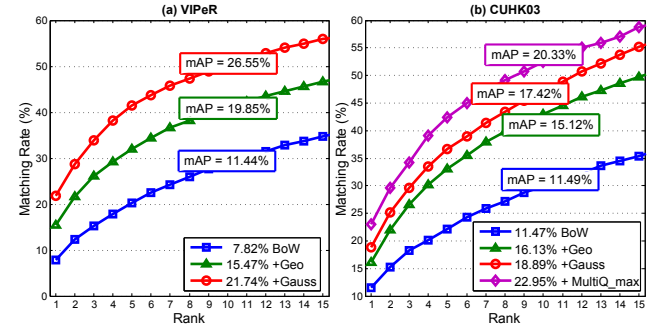 (a) VIPeR
Matching Rate (%)
60
50
40
30
20
10
0
mAP = 26.55%
mAP = 19.85%
mAP = 11.44%
7.82% BoW
15.47% +Geo
21.74% +Gauss
1 2 3 4 5 6 7 8 9 10 11 12 13 14 15
Rank
(b) CUHK03
Matching Rate (%)
60
55
50
45
40
35
30
25
20
15
10
mAP = 20.33%
mAP = 17.42%
mAP = 15.12%
mAP = 11.49%
11.47% BoW
16.13% +Geo
18.89% +Gauss
22.95% + MultiQ_max
1 2 3 4 5 6 7 8 9 10 11 12 13 14 15
Rank